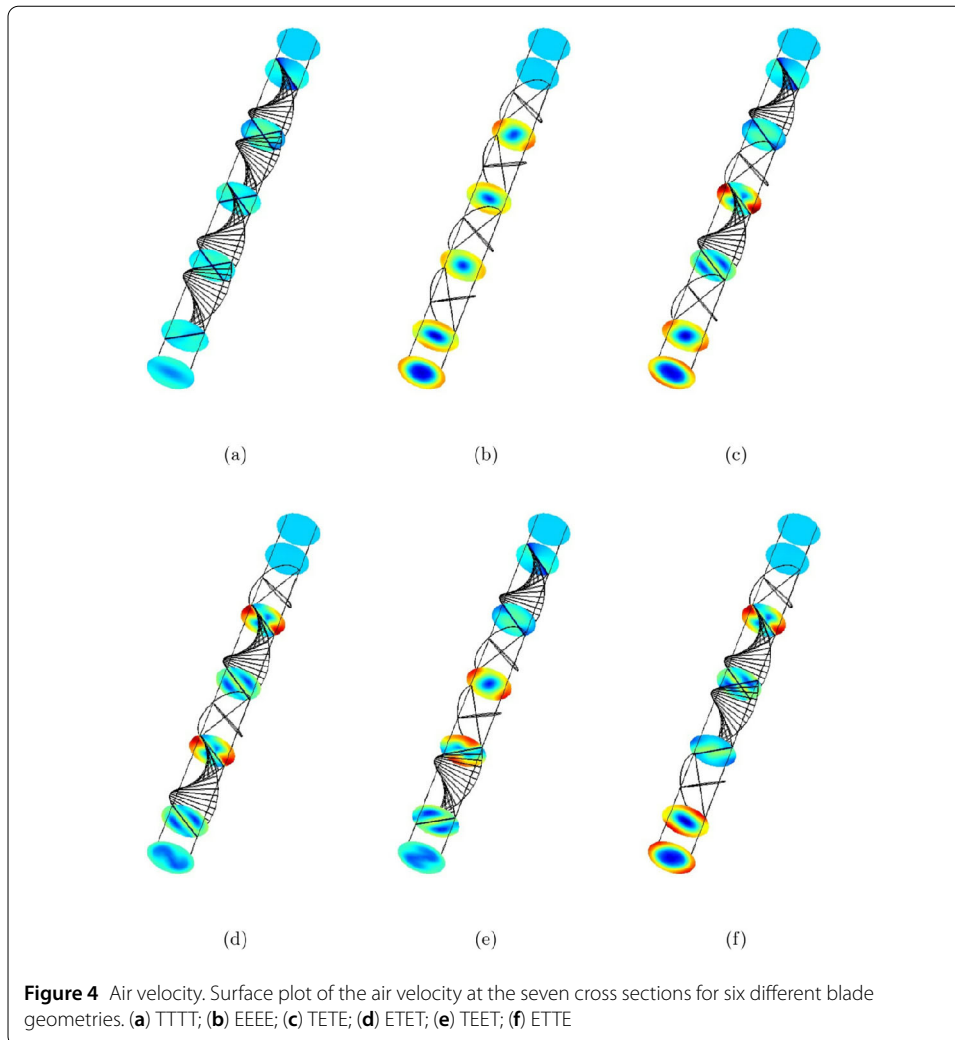 (a)
(b)
(c)
(d)
(e)
(f)
Figure 4 Air velocity. Surface plot of the air velocity at the seven cross sections for six different blade
geometries. (a) TTTT; (b) EEEE; (c) TETE; (d) ETET; (e) TEET; (f) ETTE